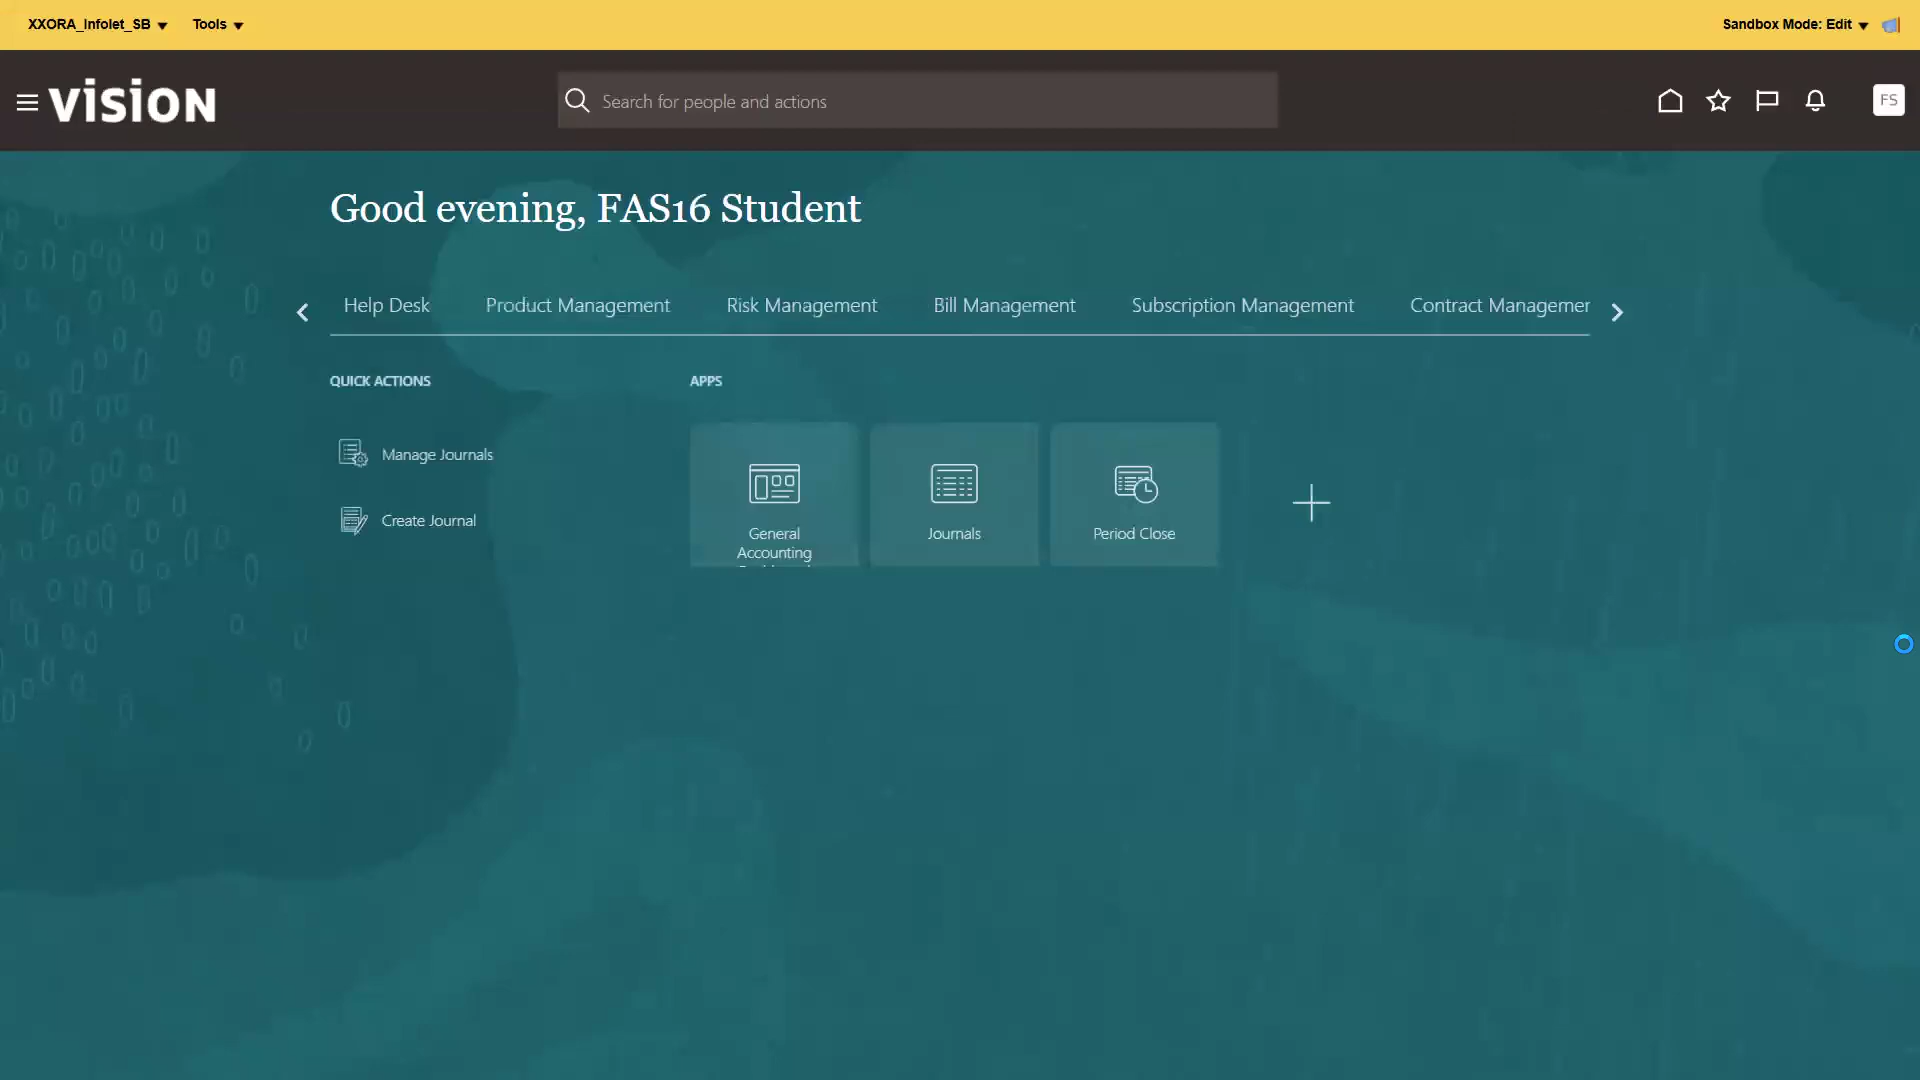 XXORA_Infolet_SB
Tools
Sandbox Mode: Edit
VISION
Search for people and actions
FS
Good evening, FAS16 Student
Help Desk
Product Management
Risk Management
Bill Management
Subscription Management
Contract Managemer
QUICK ACTIONS
APPS
Manage Journals
Create Journal
General
Accounting
Journals
Period Close